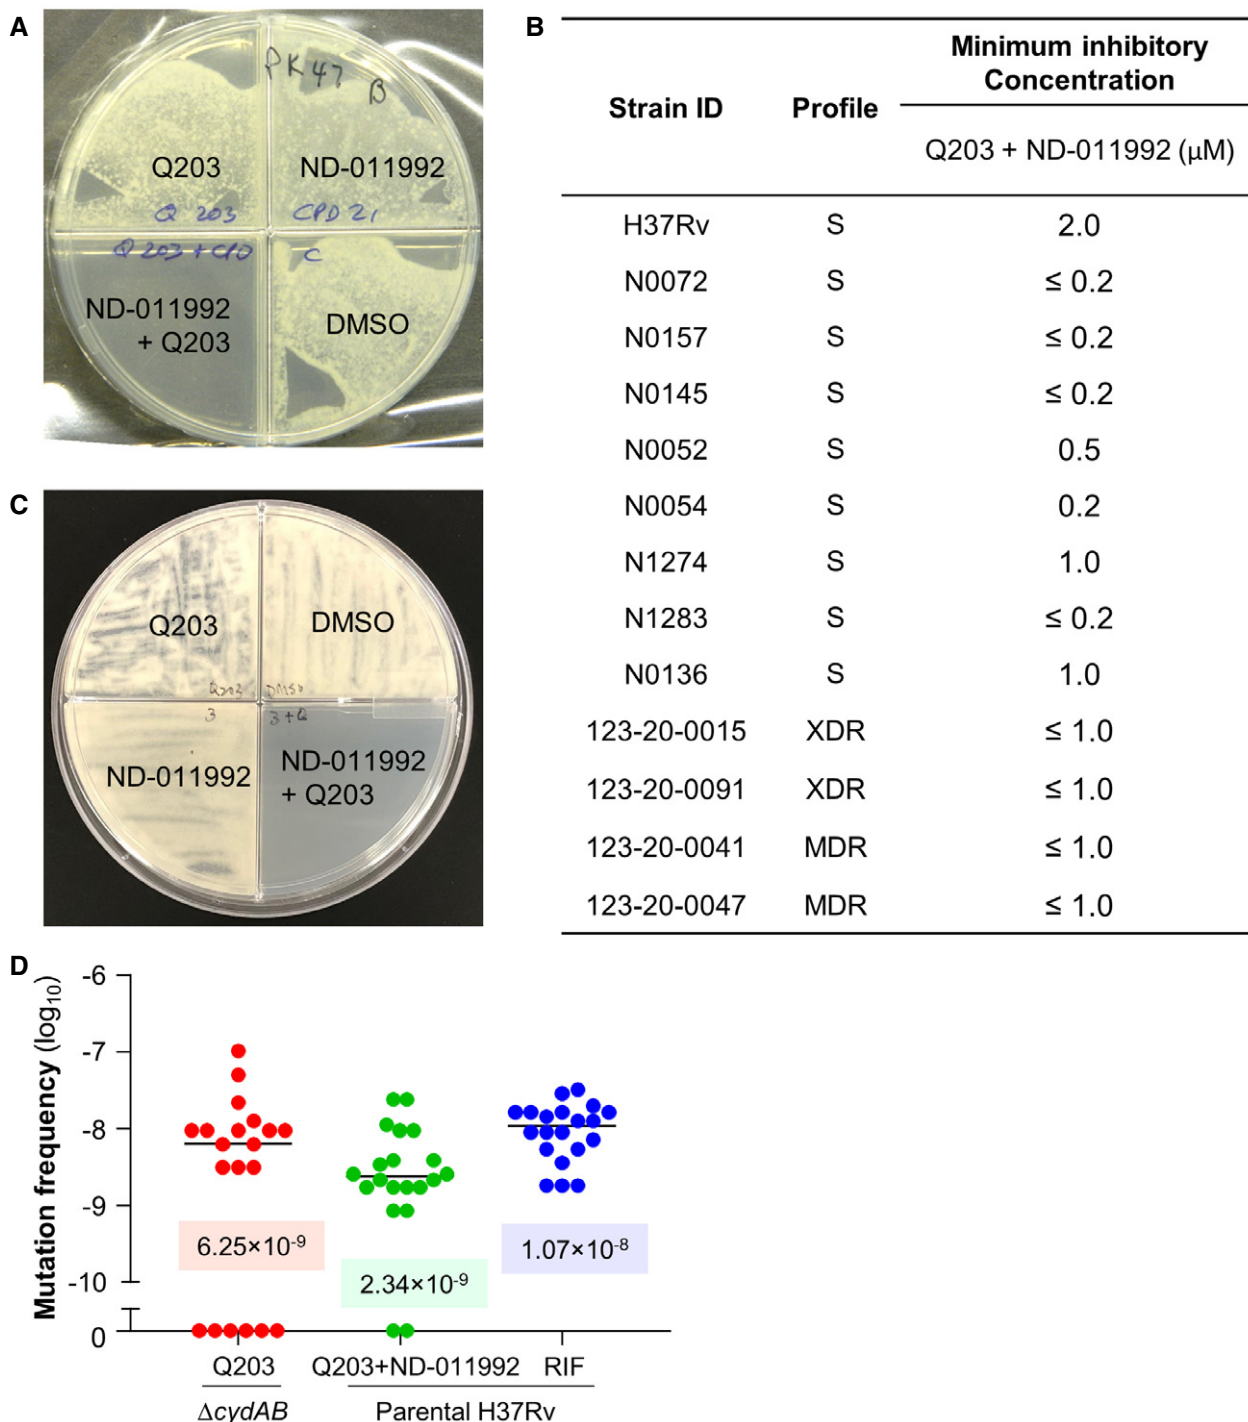 A
PK47
B
Q203
ND-011992
Q 203
CPD 21
Q 203 + CPD
C
ND-011992
+ Q203
DMSO
B
Strain ID
Profile
Minimum inhibitory
Concentration
Q203 + ND-011992 (µM)
H37Rv S 2.0
N0072 S ≤ 0.2
N0157 S ≤ 0.2
N0145 S ≤ 0.2
N0052 S 0.5
N0054 S 0.2
N1274 S 1.0
N1283 S ≤ 0.2
N0136 S 1.0
123-20-0015 XDR ≤ 1.0
123-20-0091 XDR ≤ 1.0
123-20-0041 MDR ≤ 1.0
123-20-0047 MDR ≤ 1.0
C
Q203
DMSO
Q203
DMSO
3
3+Q
ND-011992
ND-011992
+ Q203
D
Mutation frequency (log₁₀)
-6
-7
-8
-9
-10
0
6.25×10⁻⁹
2.34×10⁻⁹
1.07×10⁻⁸
Q203
Q203+ND-011992
RIF
ΔcydAB
Parental H37Rv